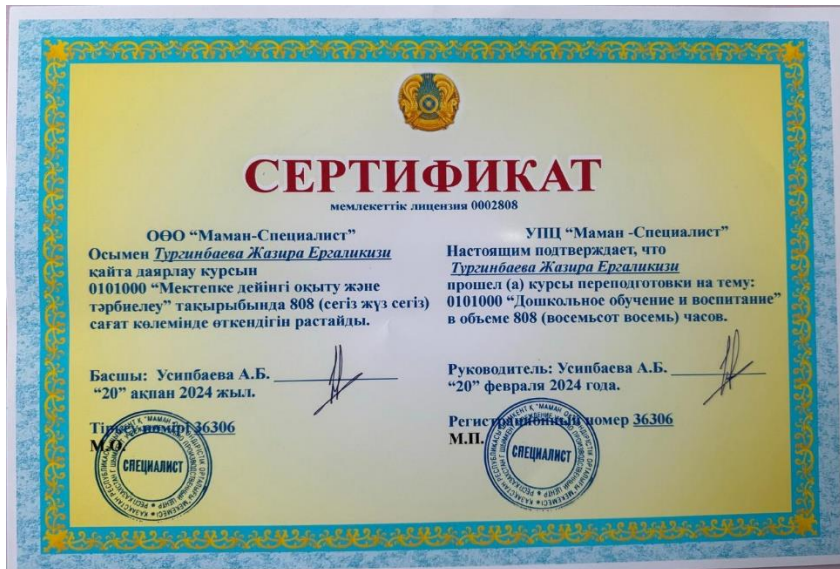 СЕРТИФИКАТ
мемлекеттік лицензия 0002808
ОӨО “Маман-Специалист”
Осымен Тургинбаева Жазира Ергаликизи
қайта даярлау курсын
0101000 “Мектепке дейінгі оқыту және
тәрбиелеу” тақырыбында 808 (сегіз жүз сегіз)
сағат көлемінде өткендігін растайды.
Басшы: Усипбаева А.Б.
“20” ақпан 2024 жыл.
Тіркеу номірі 36306
М.О.
СПЕЦИАЛИСТ
УПЦ “Маман -Специалист”
Настоящим подтверждает, что
Тургинбаева Жазира Ергаликизи
прошел (а) курсы переподготовки на тему:
0101000 “Дошкольное обучение и воспитание”
в объеме 808 (восемьсот восемь) часов.
Руководитель: Усипбаева А.Б.
“20” февраля 2024 года.
Регистрационный номер 36306
М.П.
СПЕЦИАЛИСТ